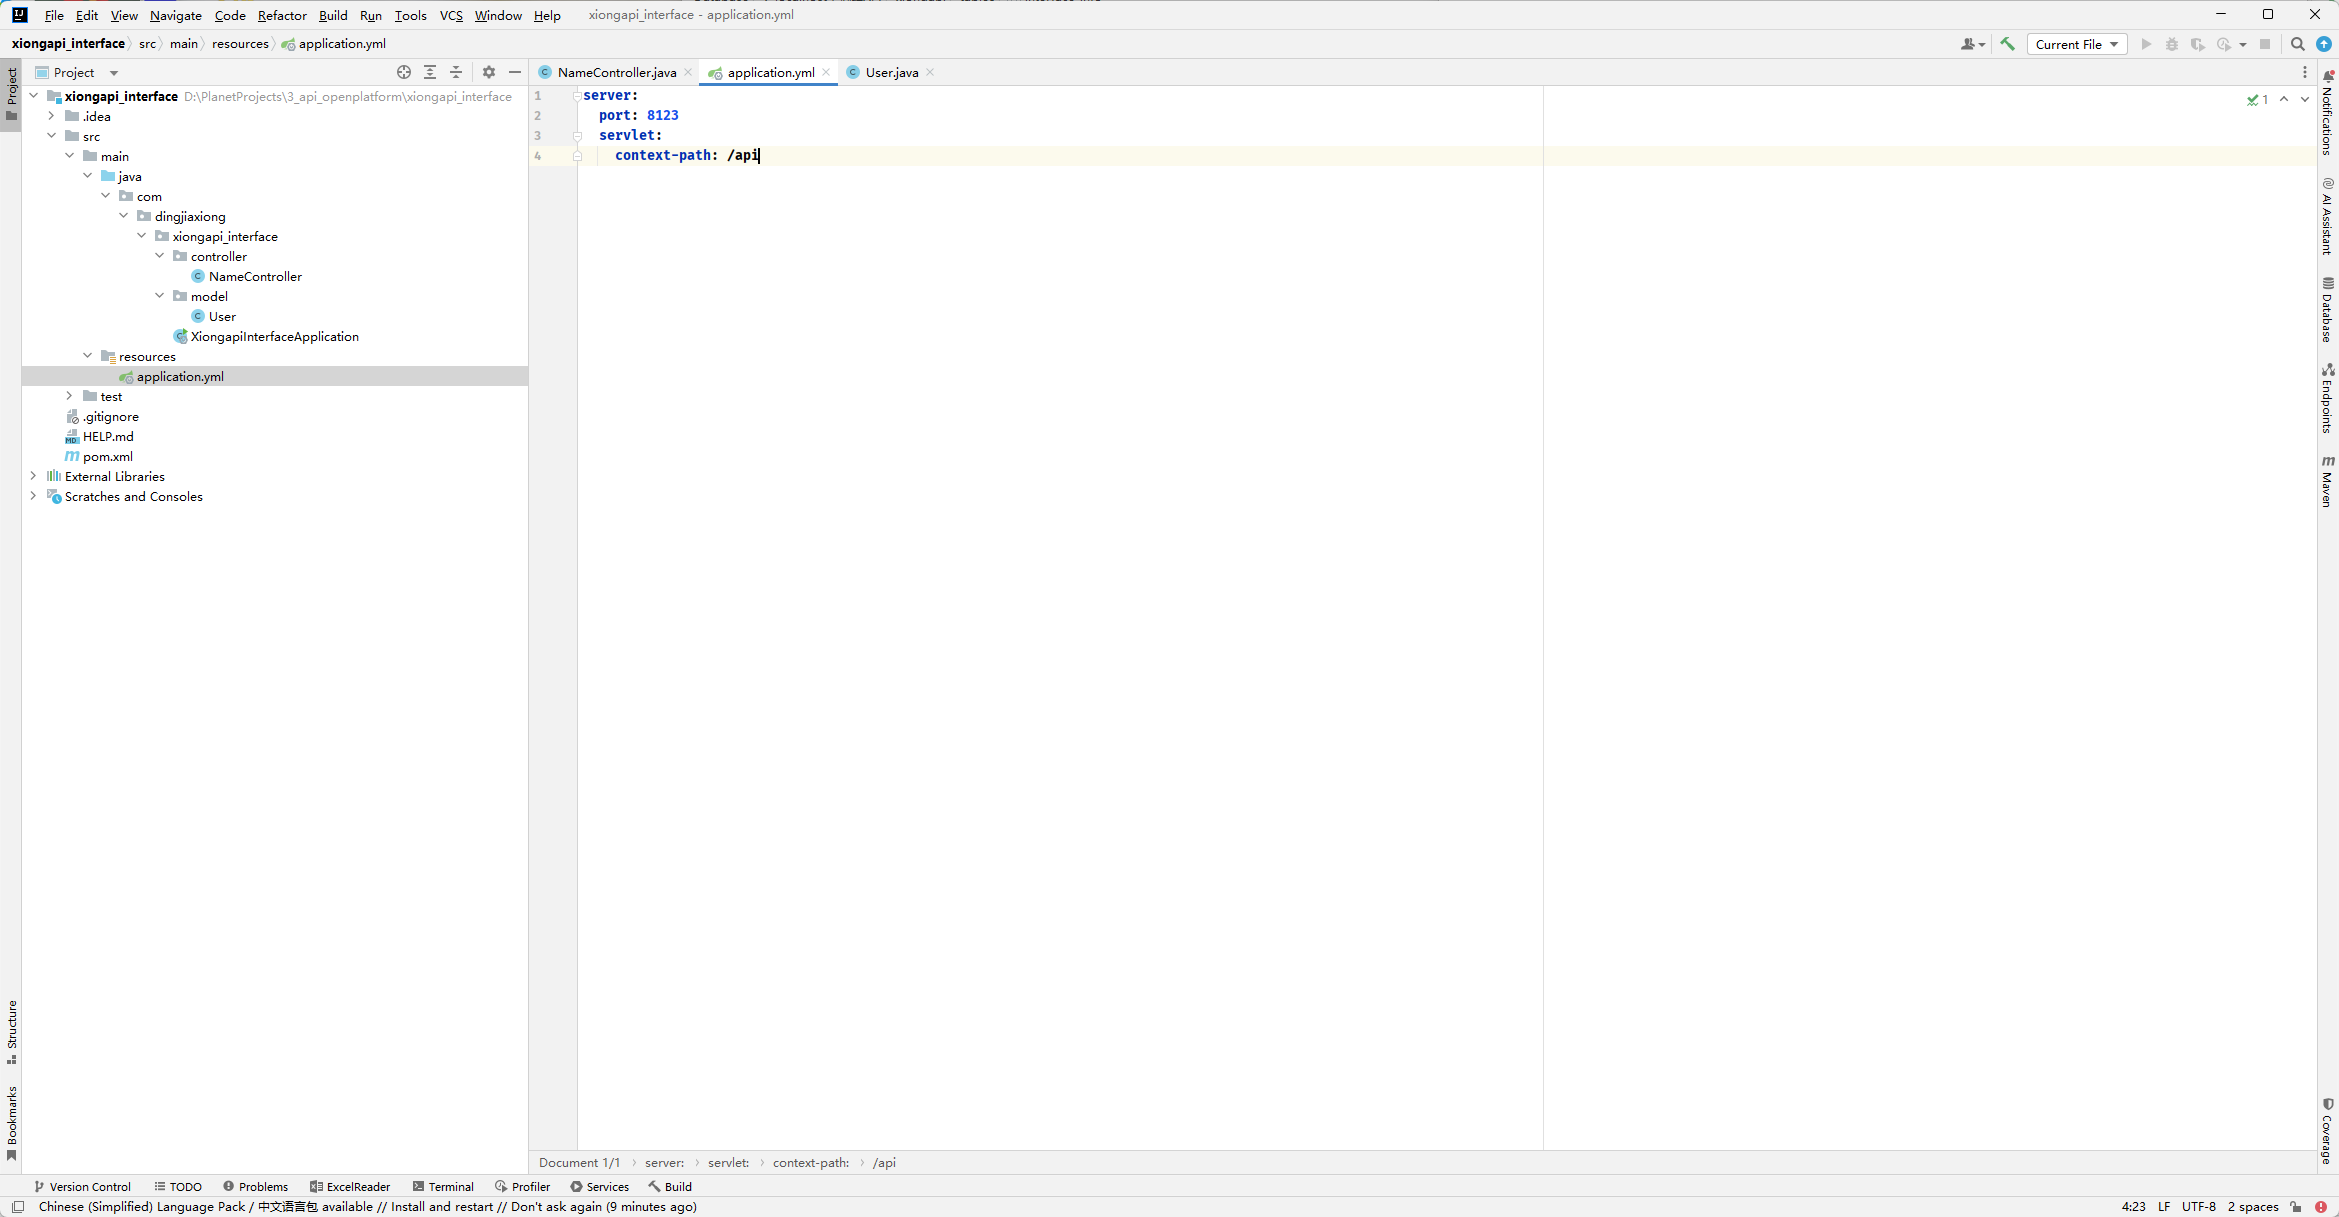 File Edit View Navigate Code Refactor Build Run Tools VCS Window Help xiongapi_interface - application.yml
xiongapi_interface src main resources application.yml Current File
Project NameController.java application.yml User.java
xiongapi_interface D:\PlanetProjects\3_api_openplatform\xiongapi_interface
.idea
src
main
java
com
dingjiaxiong
xiongapi_interface
controller
NameController
model
User
XiongapiInterfaceApplication
resources
application.yml
test
.gitignore
HELP.md
pom.xml
External Libraries
Scratches and Consoles
1 server:
2 port: 8123
3 servlet:
4 context-path: /api
1
Project
Structure
Bookmarks
Notifications
AI Assistant
Database
Endpoints
Maven
Coverage
Document 1/1 server: servlet: context-path: /api
Version Control TODO Problems ExcelReader Terminal Profiler Services Build
Chinese (Simplified) Language Pack / 中文语言包 available // Install and restart // Don't ask again (9 minutes ago) 4:23 LF UTF-8 2 spaces